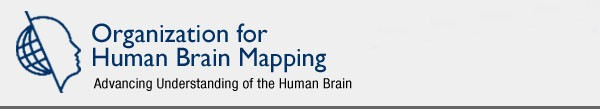 Organization for
Human Brain Mapping
Advancing Understanding of the Human Brain